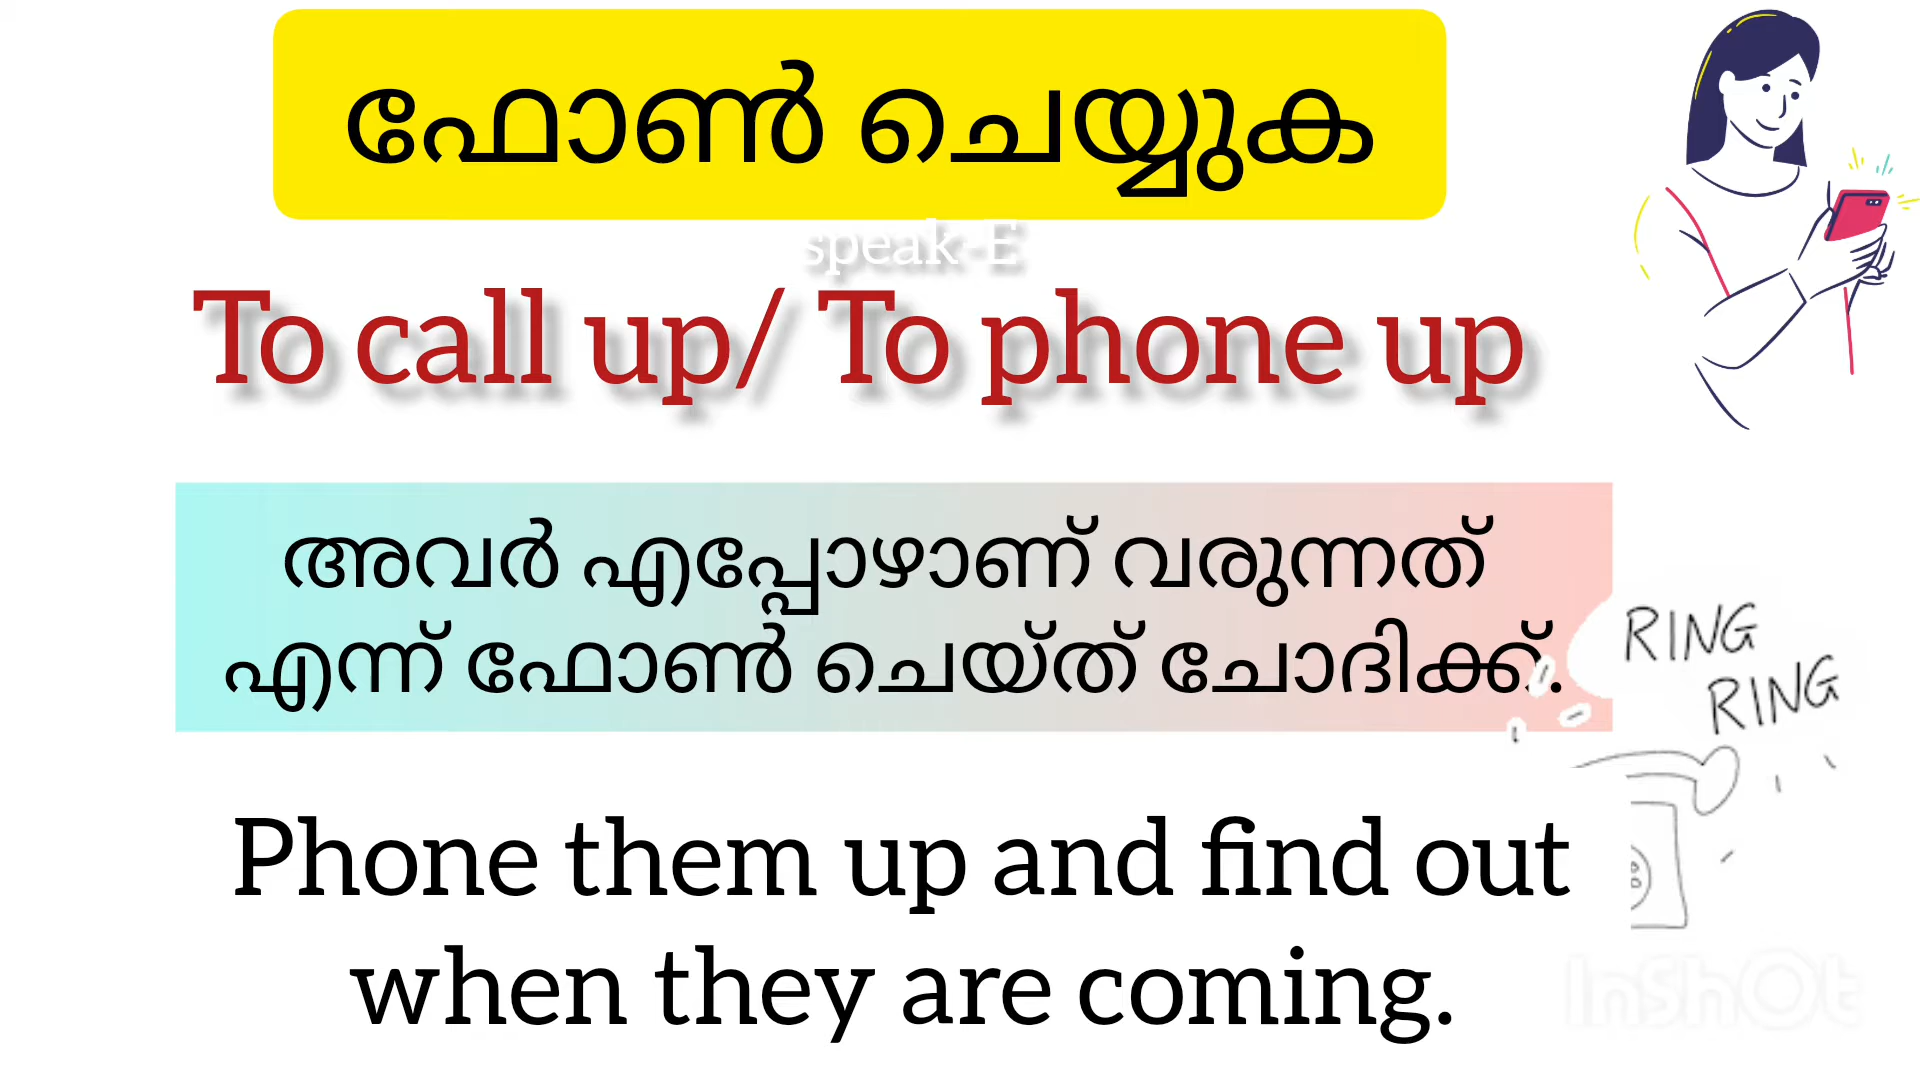 ഫോൺ ചെയ്യുക
speak-E
To call up/ To phone up
അവർ എപ്പോഴാണ് വരുന്നത്
എന്ന് ഫോൺ ചെയ്ത് ചോദിക്ക്.
RING
RING
Phone them up and find out
when they are coming.
InShOt